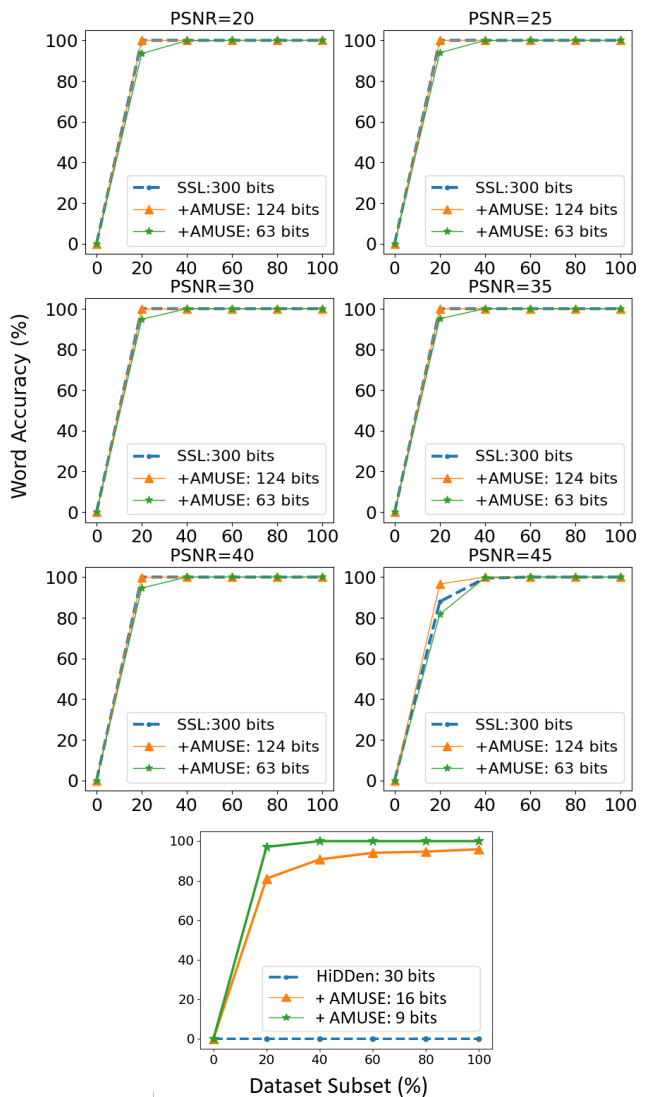 PSNR=20
PSNR=25
100
80
60
40
20
0
SSL:300 bits
+AMUSE: 124 bits
+AMUSE: 63 bits
0 20 40 60 80 100
100
80
60
40
20
0
SSL:300 bits
+AMUSE: 124 bits
+AMUSE: 63 bits
0 20 40 60 80 100
Word Accuracy (%)
PSNR=30
PSNR=35
100
80
60
40
20
0
SSL:300 bits
+AMUSE: 124 bits
+AMUSE: 63 bits
0 20 40 60 80 100
100
80
60
40
20
0
SSL:300 bits
+AMUSE: 124 bits
+AMUSE: 63 bits
0 20 40 60 80 100
PSNR=40
PSNR=45
100
80
60
40
20
0
SSL:300 bits
+AMUSE: 124 bits
+AMUSE: 63 bits
0 20 40 60 80 100
100
80
60
40
20
0
SSL:300 bits
+AMUSE: 124 bits
+AMUSE: 63 bits
0 20 40 60 80 100
100
80
60
40
20
0
HiDDen: 30 bits
+ AMUSE: 16 bits
+ AMUSE: 9 bits
0 20 40 60 80 100
Dataset Subset (%)